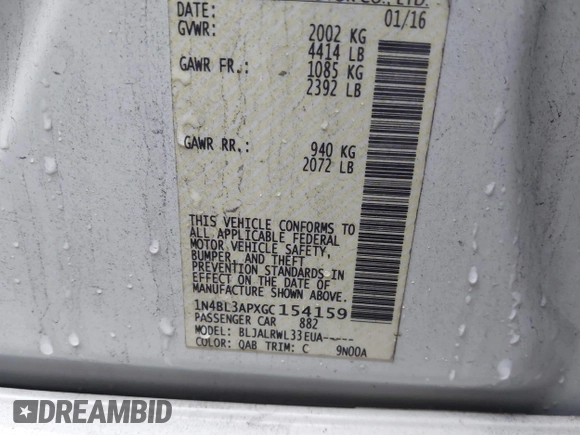 CO., LTD.
DATE: 01/16
GVWR: 2002 KG
4414 LB
GAWR FR.: 1085 KG
2392 LB
GAWR RR.: 940 KG
2072 LB
THIS VEHICLE CONFORMS TO
ALL APPLICABLE FEDERAL
MOTOR VEHICLE SAFETY,
BUMPER, AND THEFT
PREVENTION STANDARDS IN
EFFECT ON THE DATE OF
MANUFACTURE SHOWN ABOVE.
1N4BL3APXGC154159
PASSENGER CAR 882
MODEL: BLJALRWL33EUA-----
COLOR: QAB TRIM: C 9N00A
DREAMBID